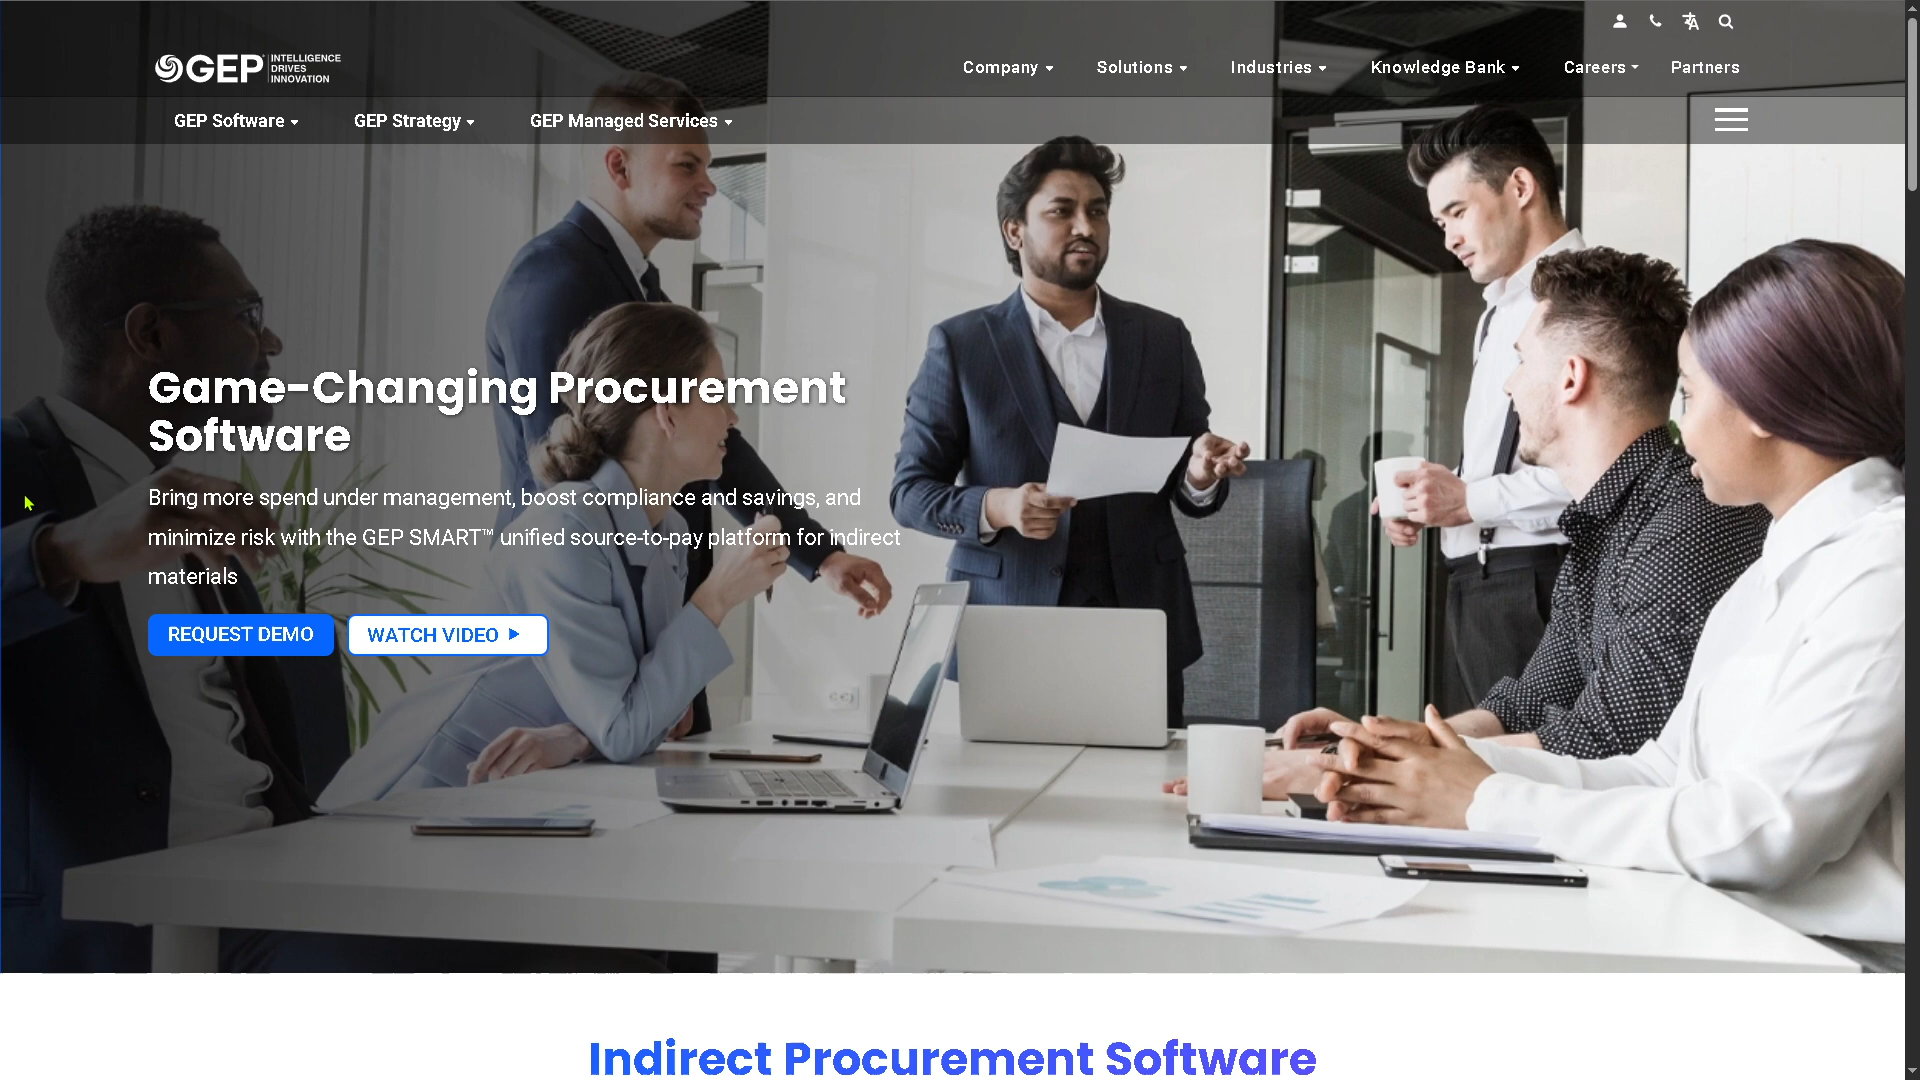 GEP INTELLIGENCE
DRIVES
INNOVATION
Company
Solutions
Industries
Knowledge Bank
Careers
Partners
GEP Software
GEP Strategy
GEP Managed Services
Game-Changing Procurement
Software
Bring more spend under management, boost compliance and savings, and
minimize risk with the GEP SMART™ unified source-to-pay platform for indirect
materials
REQUEST DEMO
WATCH VIDEO
Indirect Procurement Software